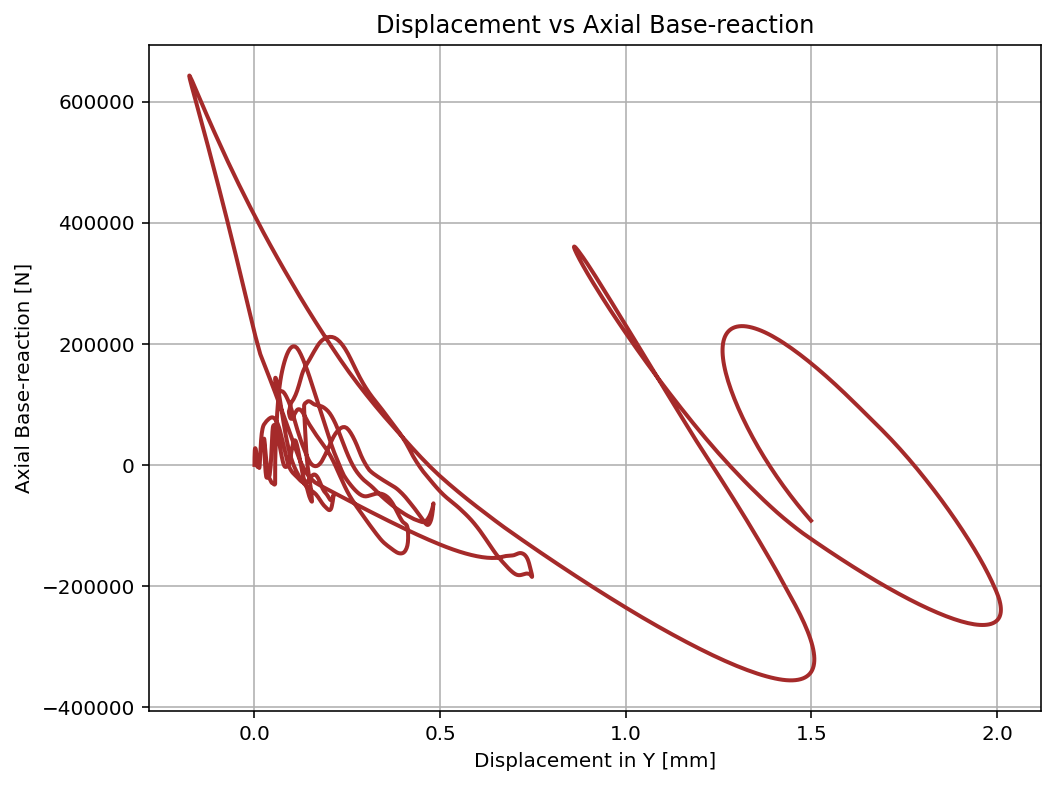 Displacement vs Axial Base-reaction
Axial Base-reaction [N]
600000
400000
200000
0
−200000
−400000
0.0 0.5 1.0 1.5 2.0
Displacement in Y [mm]